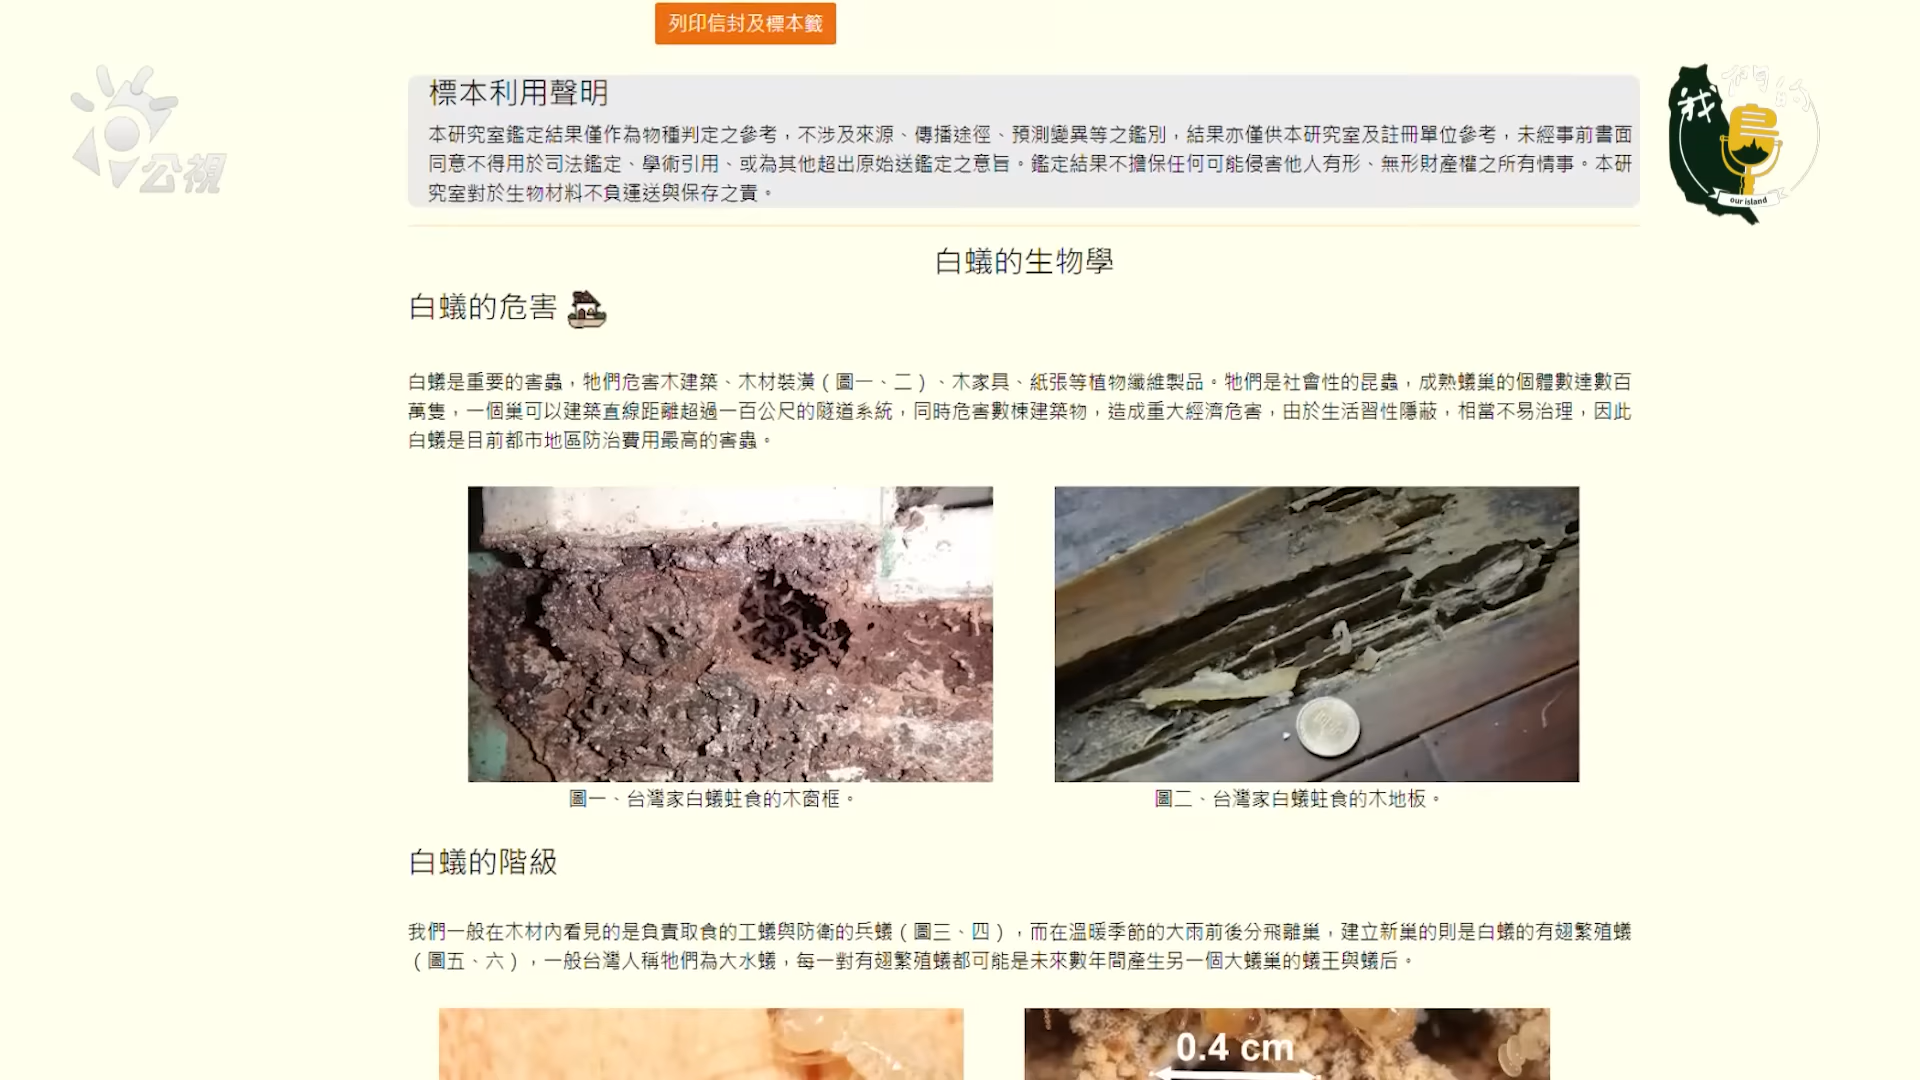 列印信封及標本籤
公視
我們的島
our island
標本利用聲明
本研究室鑑定結果僅作為物種判定之參考，不涉及來源、傳播途徑、預測變異等之鑑別，結果亦僅供本研究室及註冊單位參考，未經事前書面
同意不得用於司法鑑定、學術引用、或為其他超出原始送鑑定之意旨。鑑定結果不擔保任何可能侵害他人有形、無形財產權之所有情事。本研
究室對於生物材料不負運送與保存之責。
白蟻的生物學
白蟻的危害
白蟻是重要的害蟲，牠們危害木建築、木材裝潢（圖一、二）、木家具、紙張等植物纖維製品。牠們是社會性的昆蟲，成熟蟻巢的個體數達數百
萬隻，一個巢可以建築直線距離超過一百公尺的隧道系統，同時危害數棟建築物，造成重大經濟危害，由於生活習性隱蔽，相當不易治理，因此
白蟻是目前都市地區防治費用最高的害蟲。
圖一、台灣家白蟻蛀食的木窗框。
圖二、台灣家白蟻蛀食的木地板。
白蟻的階級
我們一般在木材內看見的是負責取食的工蟻與防衛的兵蟻（圖三、四），而在溫暖季節的大雨前後分飛離巢，建立新巢的則是白蟻的有翅繁殖蟻
（圖五、六），一般台灣人稱牠們為大水蟻，每一對有翅繁殖蟻都可能是未來數年間產生另一個大蟻巢的蟻王與蟻后。
0.4 cm